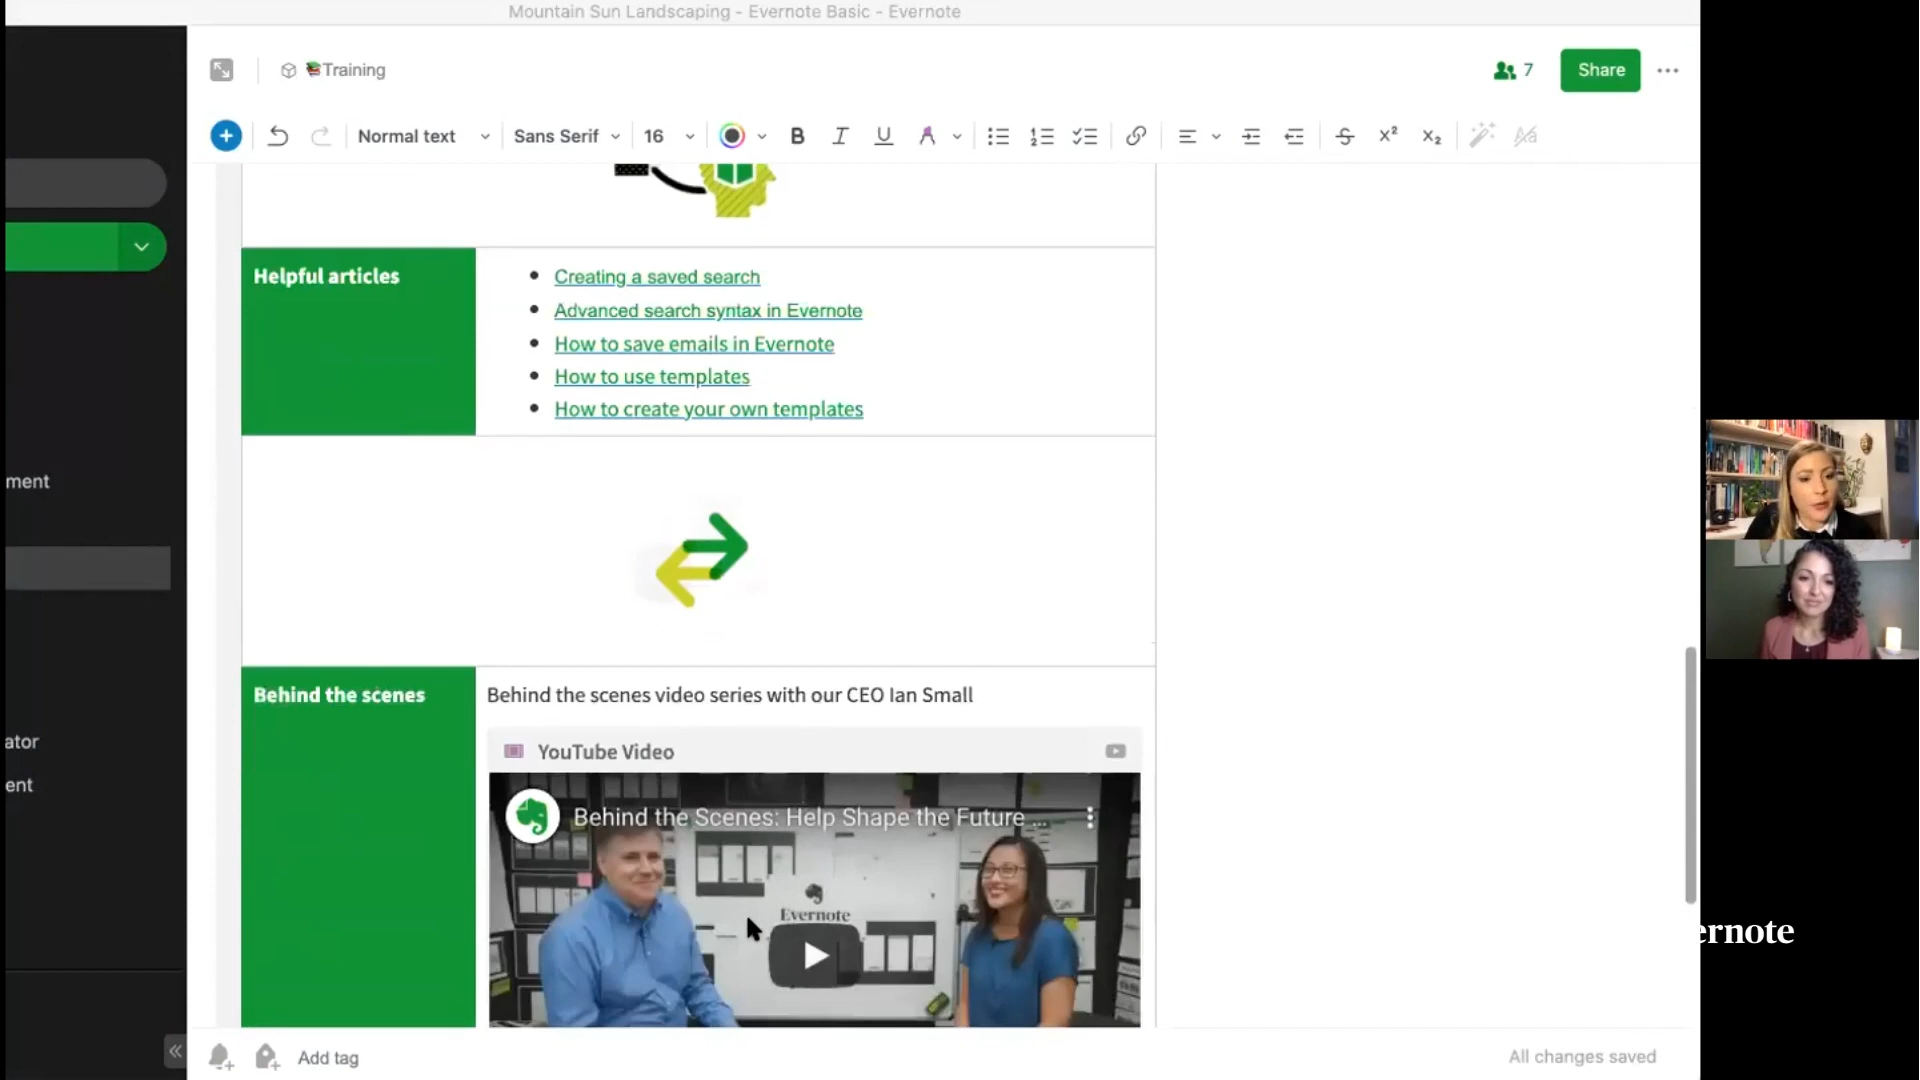 Mountain Sun Landscaping - Evernote Basic - Evernote
Training
7
Share
Normal text
Sans Serif
16
Helpful articles
Creating a saved search
Advanced search syntax in Evernote
How to save emails in Evernote
How to use templates
How to create your own templates
ment
ator
ent
Behind the scenes
Behind the scenes video series with our CEO Ian Small
YouTube Video
Behind the Scenes: Help Shape the Future ...
Evernote
ernote
Add tag
All changes saved